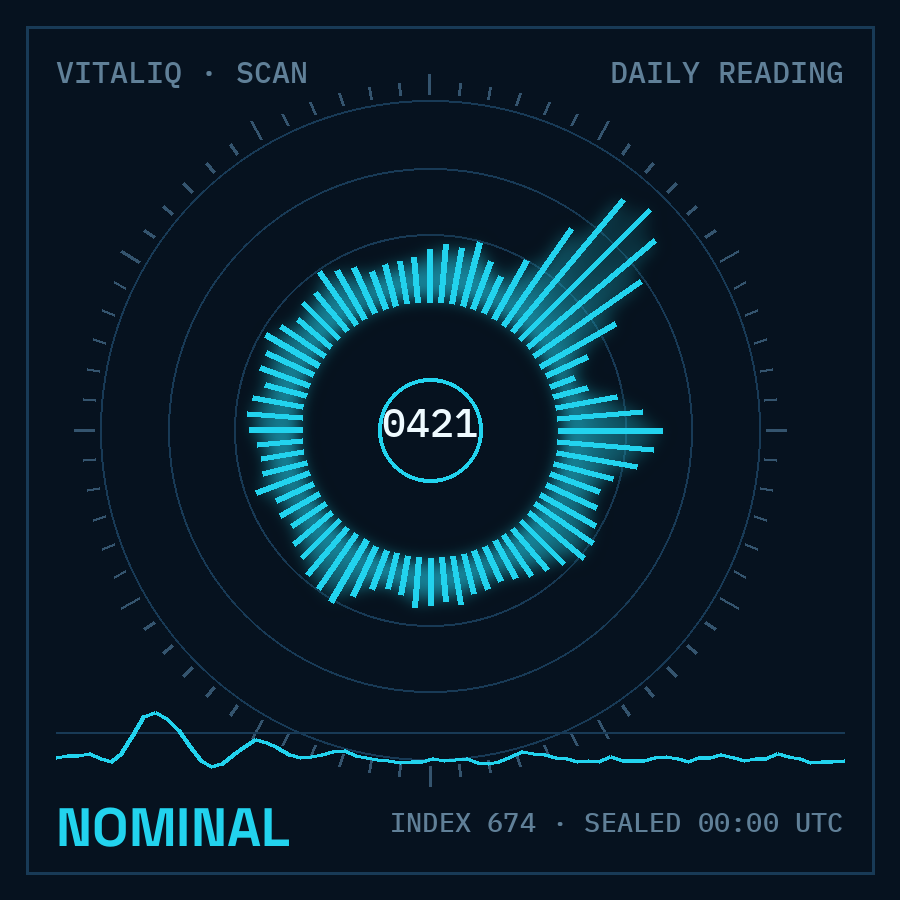 VITALIQ · SCAN
DAILY READING
0421
NOMINAL
INDEX 674 · SEALED 00:00 UTC